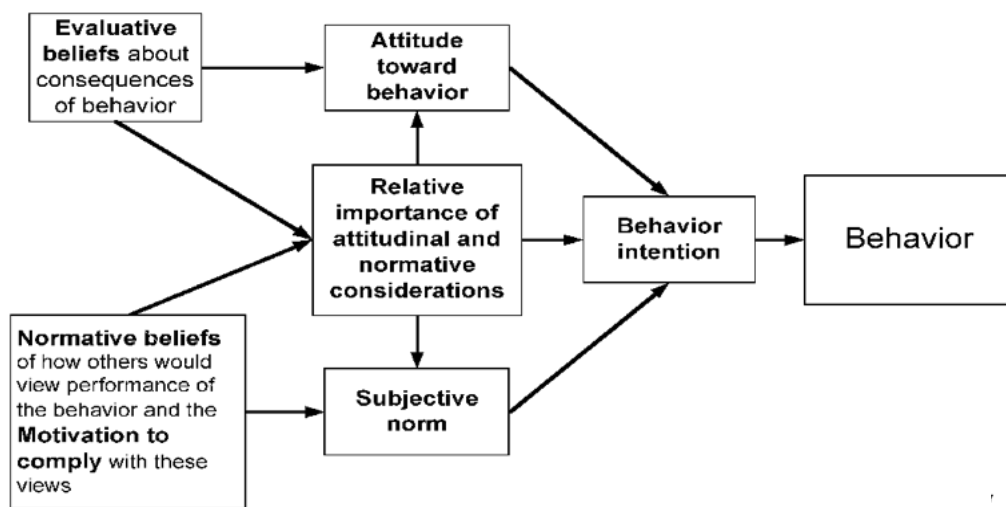 Evaluative
beliefs about
consequences
of behavior
Attitude
toward
behavior
Relative
importance of
attitudinal and
normative
considerations
Behavior
intention
Behavior
Normative beliefs
of how others would
view performance of
the behavior and the
Motivation to
comply with these
views
Subjective
norm